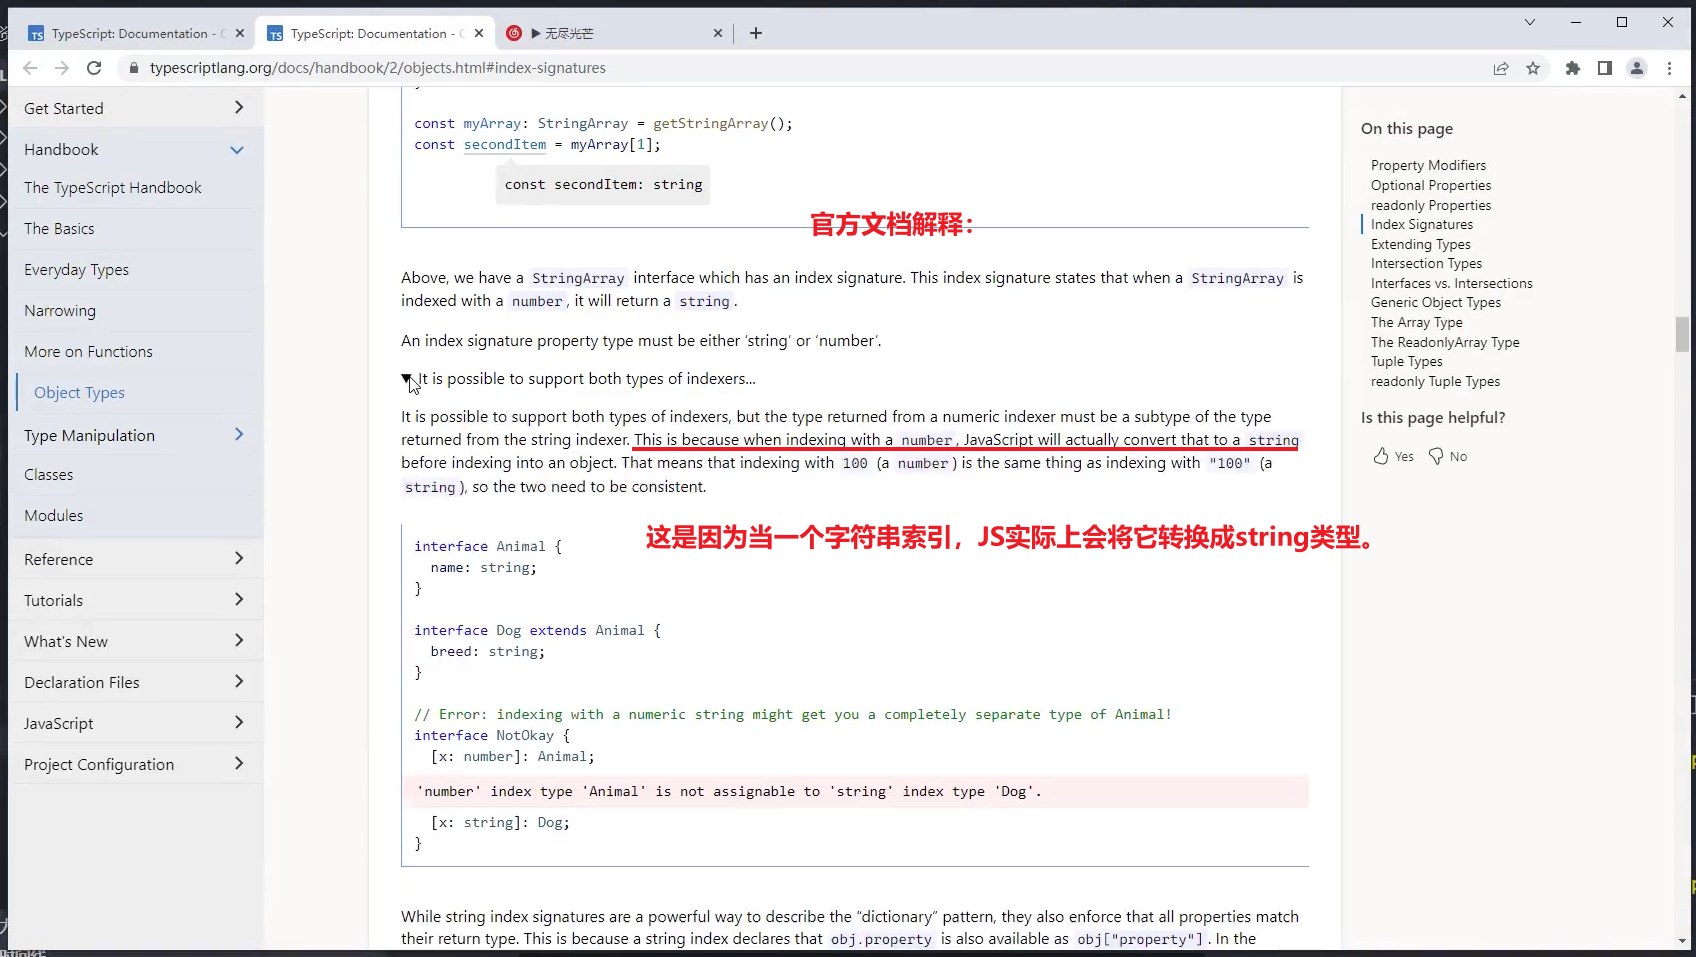 TypeScript: Documentation - 
TypeScript: Documentation - 
▶ 无尽光芒
typescriptlang.org/docs/handbook/2/objects.html#index-signatures
Get Started
Handbook
The TypeScript Handbook
The Basics
Everyday Types
Narrowing
More on Functions
Object Types
Type Manipulation
Classes
Modules
Reference
Tutorials
What's New
Declaration Files
JavaScript
Project Configuration
const myArray: StringArray = getStringArray();
const secondItem = myArray[1];
const secondItem: string
官方文档解释：
Above, we have a StringArray interface which has an index signature. This index signature states that when a StringArray is
indexed with a number, it will return a string.
An index signature property type must be either ‘string’ or ‘number’.
▼ It is possible to support both types of indexers...
It is possible to support both types of indexers, but the type returned from a numeric indexer must be a subtype of the type
returned from the string indexer. This is because when indexing with a number, JavaScript will actually convert that to a string
before indexing into an object. That means that indexing with 100 (a number) is the same thing as indexing with "100" (a
string), so the two need to be consistent.
这是因为当一个字符串索引，JS实际上会将它转换成string类型。
interface Animal {
name: string;
}
interface Dog extends Animal {
breed: string;
}
// Error: indexing with a numeric string might get you a completely separate type of Animal!
interface NotOkay {
[x: number]: Animal;
'number' index type 'Animal' is not assignable to 'string' index type 'Dog'.
[x: string]: Dog;
}
While string index signatures are a powerful way to describe the “dictionary” pattern, they also enforce that all properties match
their return type. This is because a string index declares that obj.property is also available as obj["property"]. In the
On this page
Property Modifiers
Optional Properties
readonly Properties
Index Signatures
Extending Types
Intersection Types
Interfaces vs. Intersections
Generic Object Types
The Array Type
The ReadonlyArray Type
Tuple Types
readonly Tuple Types
Is this page helpful?
Yes No